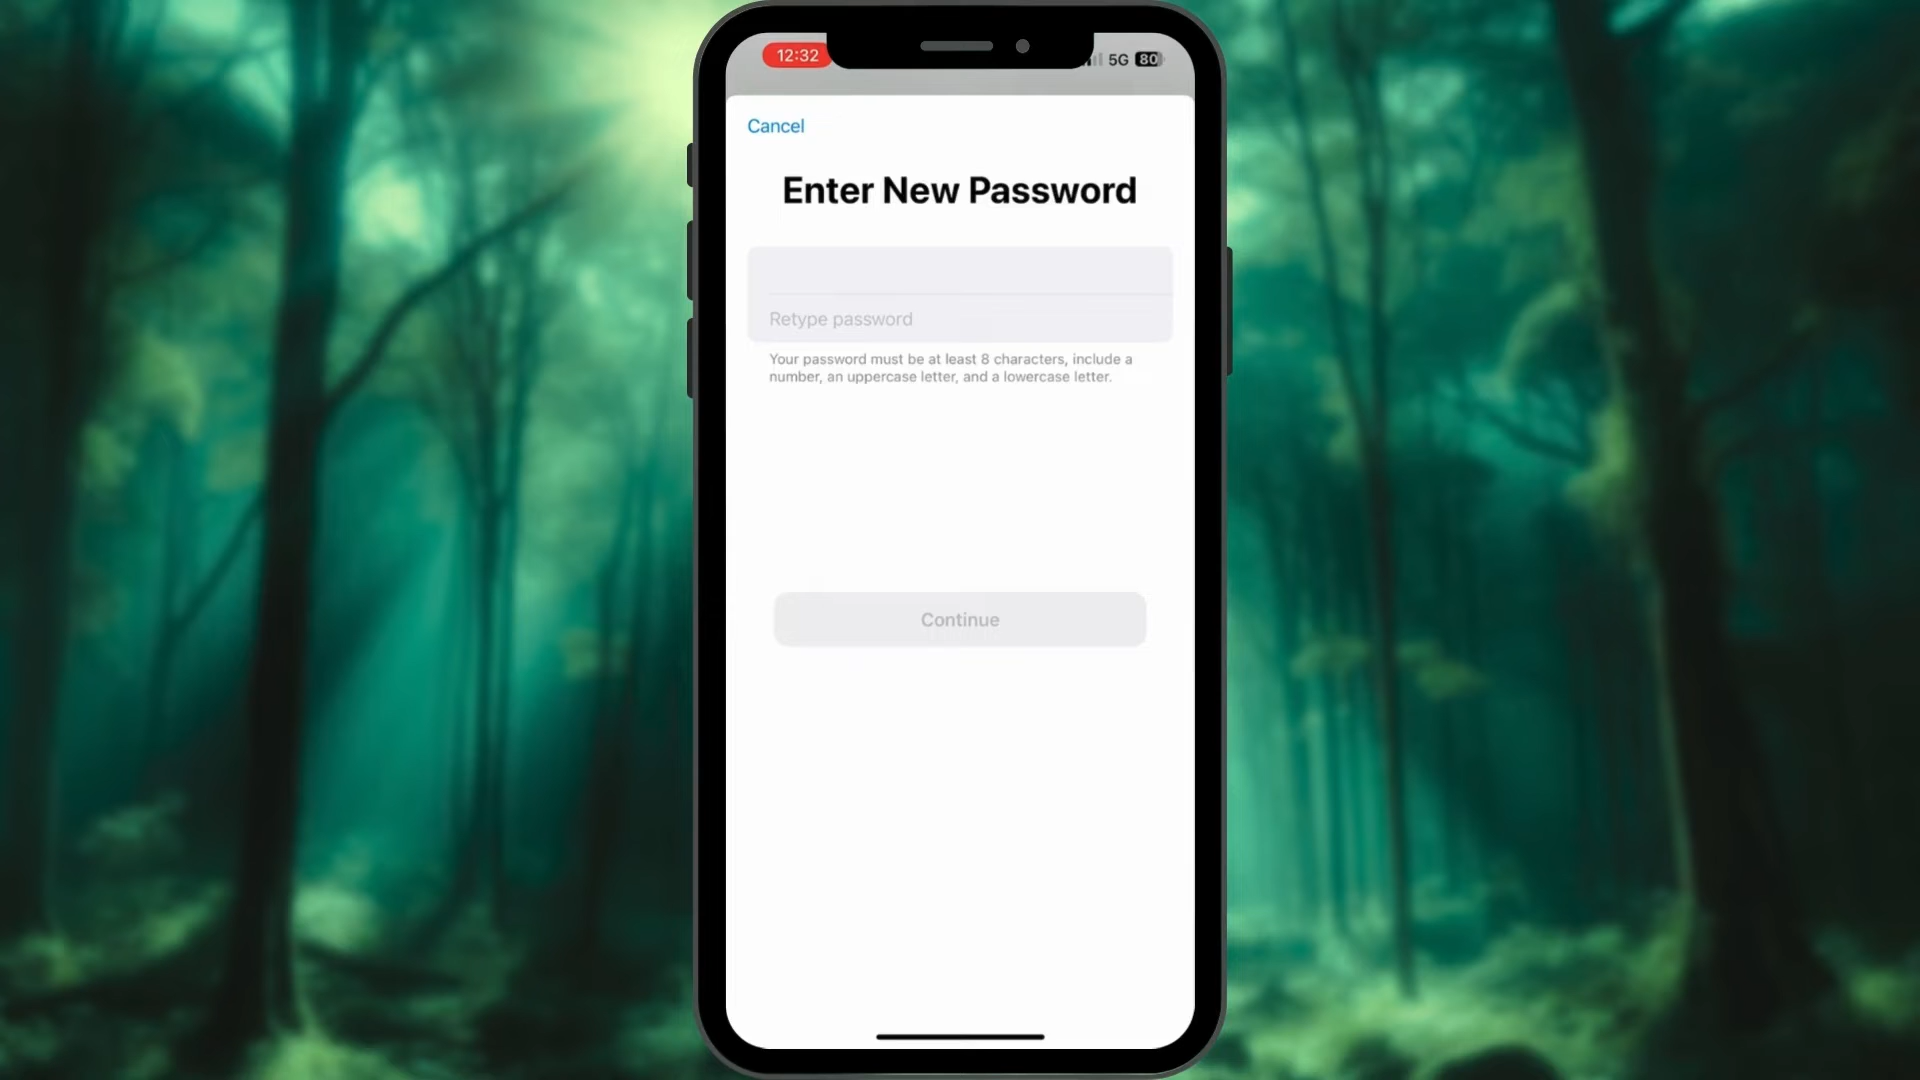 12:32
5G 80
Cancel
Enter New Password
Retype password
Your password must be at least 8 characters, include a
number, an uppercase letter, and a lowercase letter.
Continue